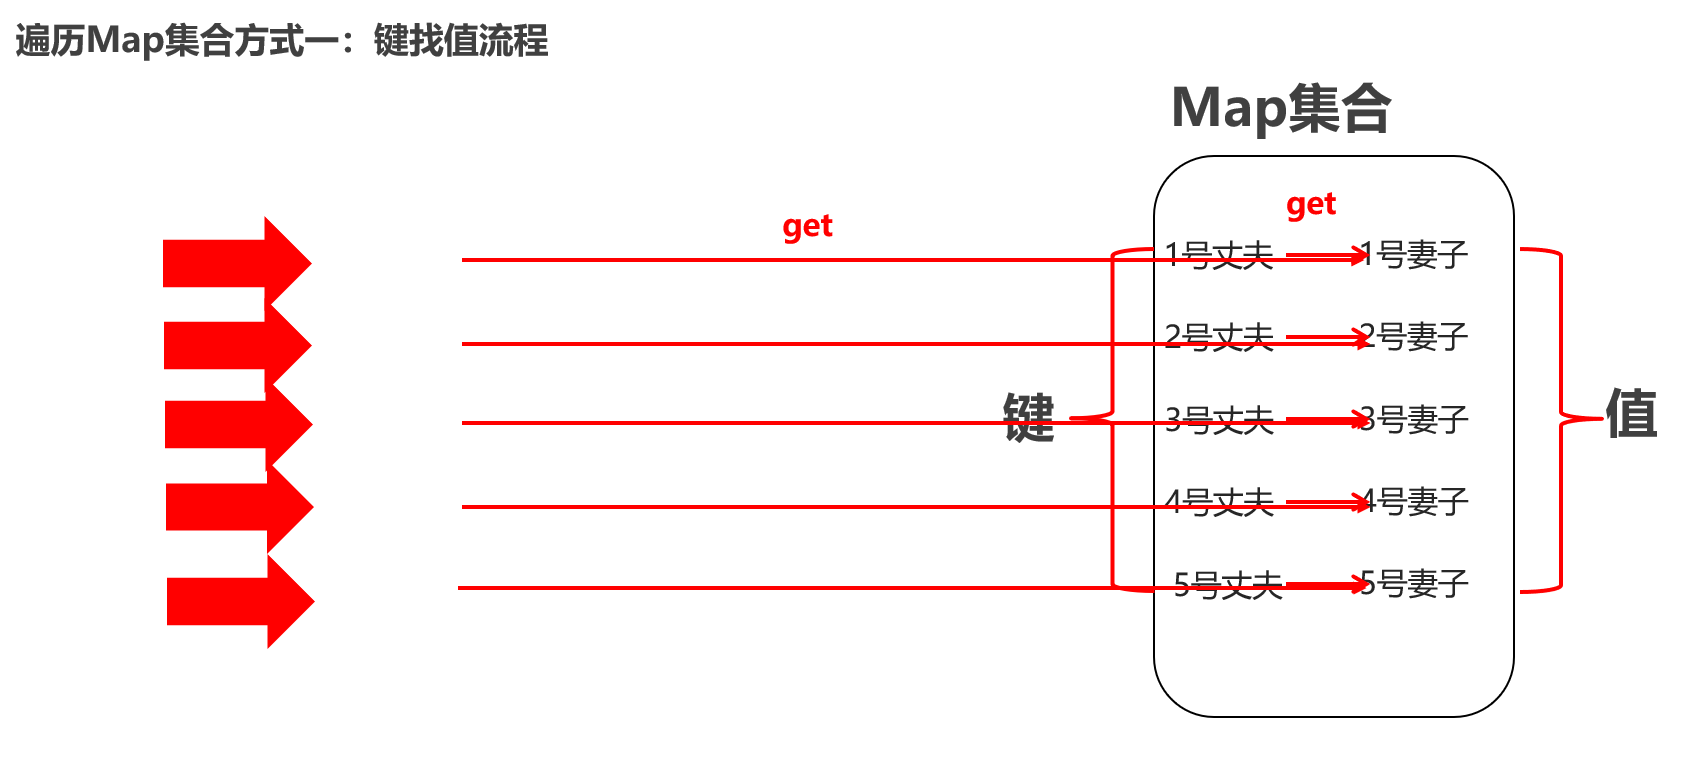 遍历Map集合方式一：键找值流程
Map集合
get
get
1号丈夫 1号妻子
2号丈夫 2号妻子
键
3号丈夫 3号妻子
值
4号丈夫 4号妻子
5号丈夫 5号妻子